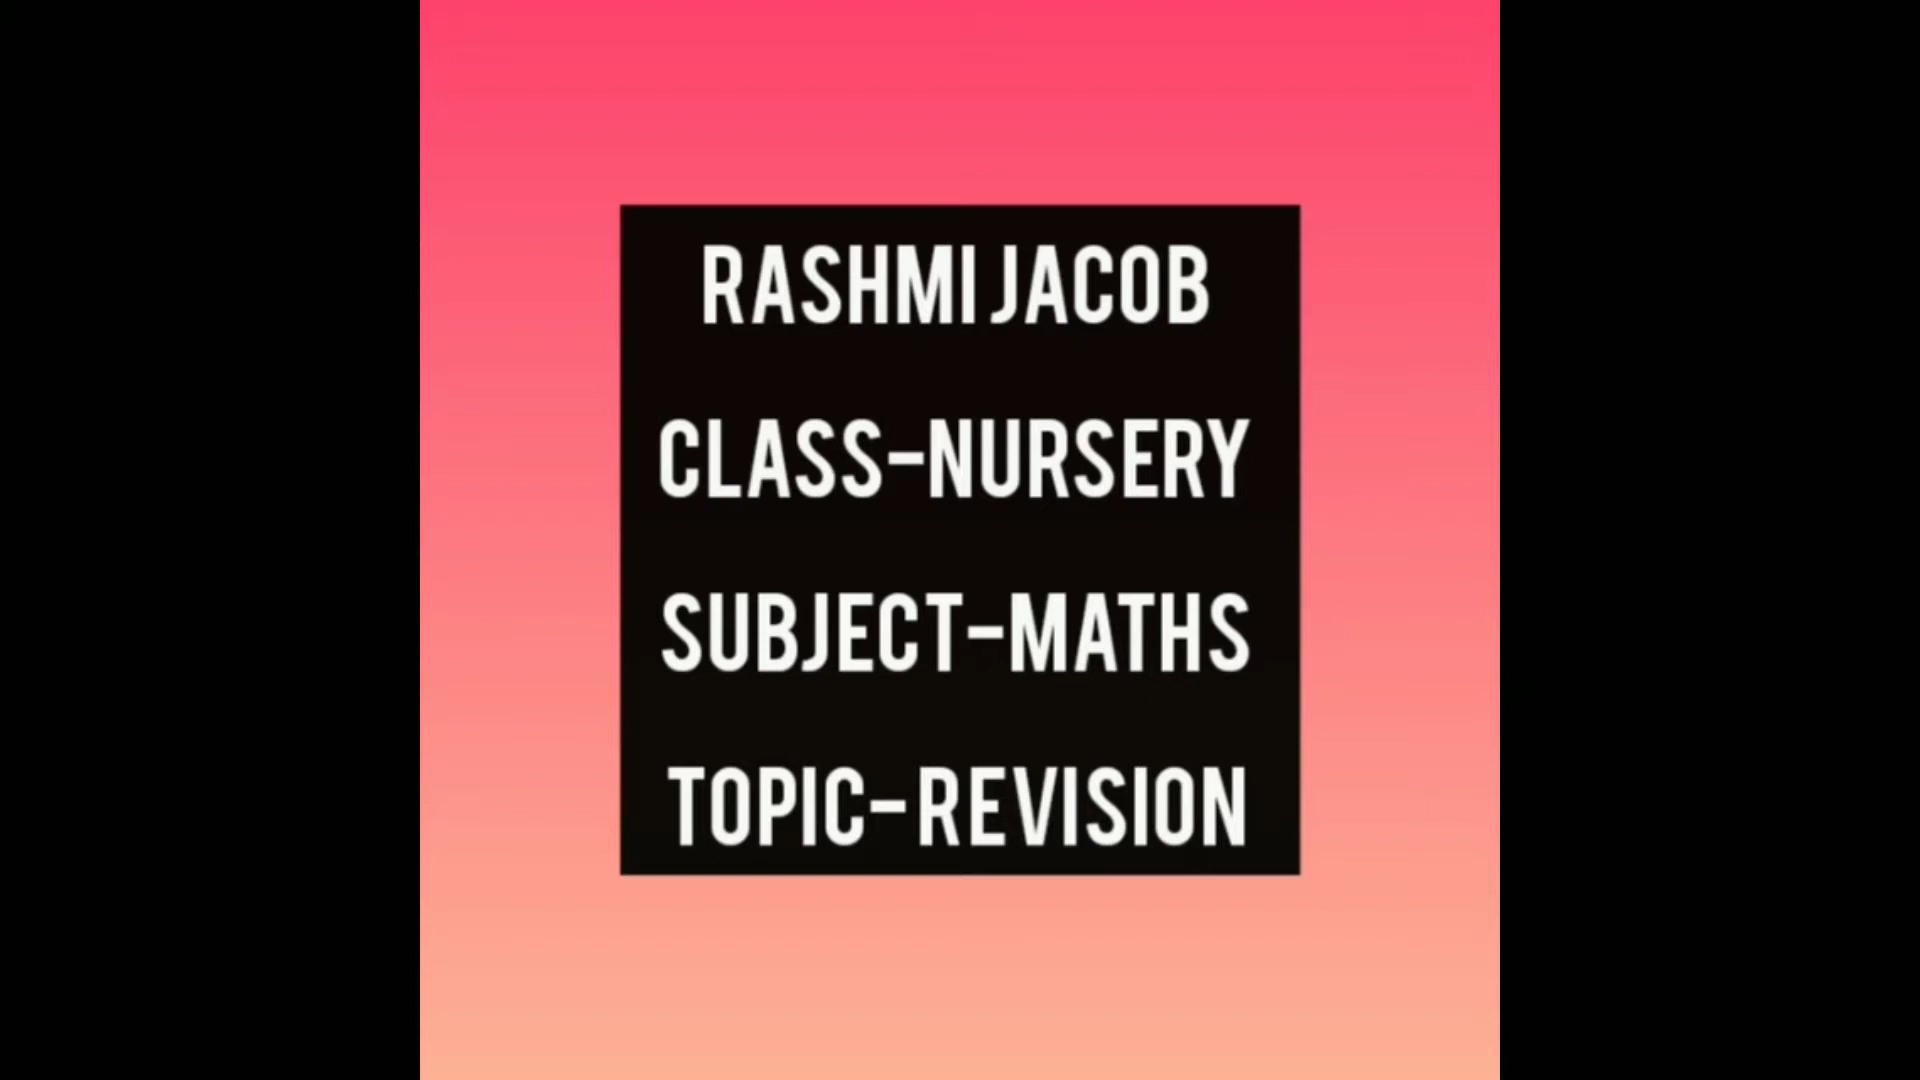 RASHMI JACOB
CLASS-NURSERY
SUBJECT-MATHS
TOPIC- REVISION